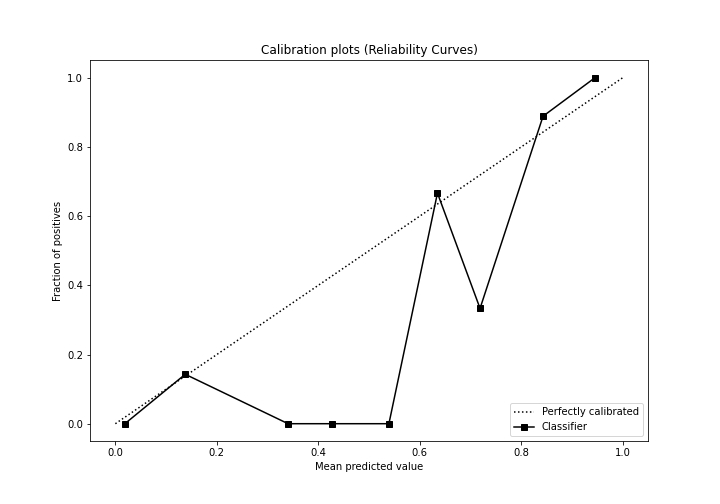 Calibration plots (Reliability Curves)
1.0
0.8
0.6
0.4
0.2
0.0
Fraction of positives
0.0 0.2 0.4 0.6 0.8 1.0
Mean predicted value
Perfectly calibrated
Classifier